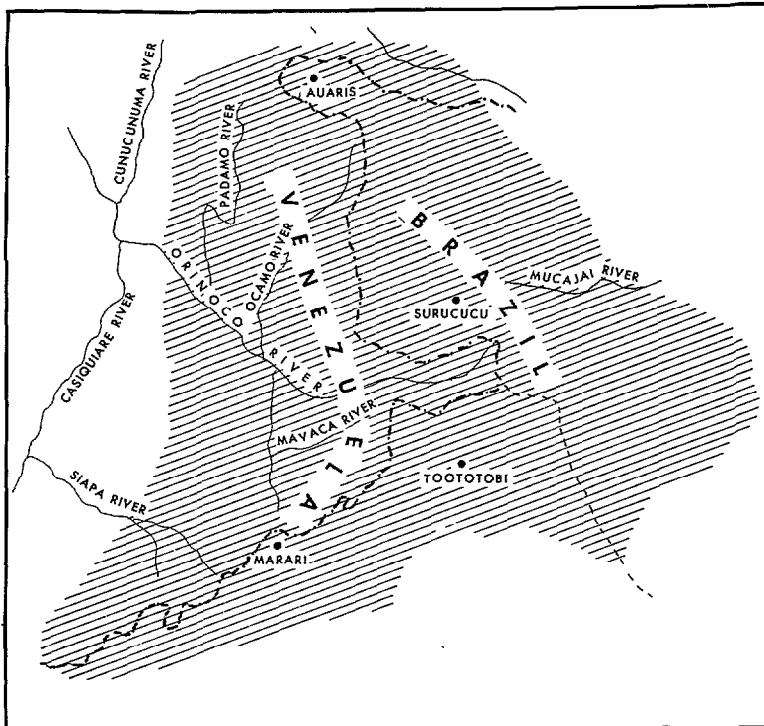 CUNUCUNUMA RIVER
AUARIS
PADAMO RIVER
VENEZUELA
BRAZIL
ORINOCO RIVER
OCAMO RIVER
MUCAJAI RIVER
SURUCUCU
CASIQUIARE RIVER
MAVACA RIVER
TOOTOTOBI
SIAPA RIVER
MARARI